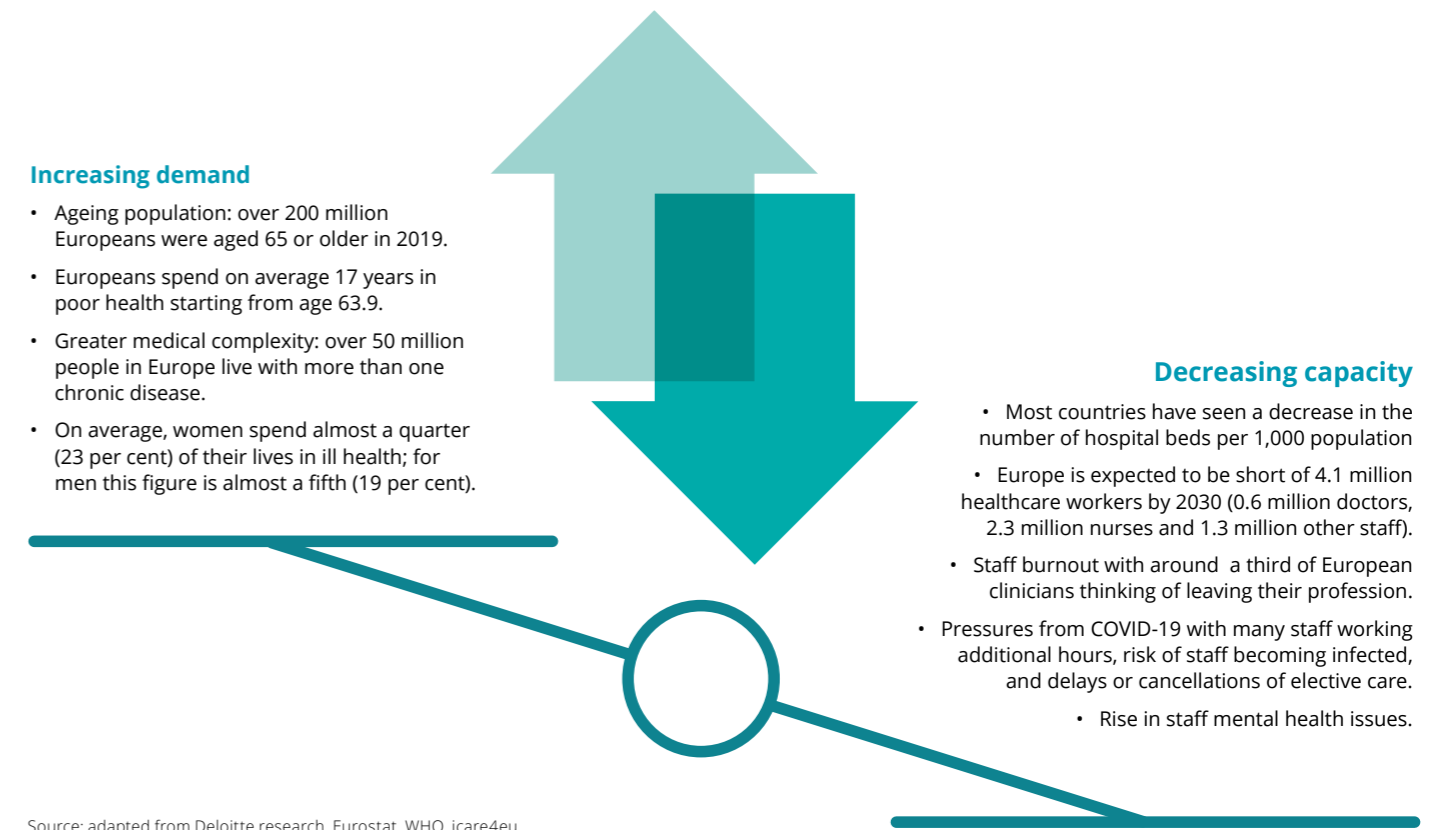 Increasing demand
• Ageing population: over 200 million
Europeans were aged 65 or older in 2019.
• Europeans spend on average 17 years in
poor health starting from age 63.9.
• Greater medical complexity: over 50 million
people in Europe live with more than one
chronic disease.
• On average, women spend almost a quarter
(23 per cent) of their lives in ill health; for
men this figure is almost a fifth (19 per cent).
Decreasing capacity
• Most countries have seen a decrease in the
number of hospital beds per 1,000 population
• Europe is expected to be short of 4.1 million
healthcare workers by 2030 (0.6 million doctors,
2.3 million nurses and 1.3 million other staff).
• Staff burnout with around a third of European
clinicians thinking of leaving their profession.
• Pressures from COVID-19 with many staff working
additional hours, risk of staff becoming infected,
and delays or cancellations of elective care.
• Rise in staff mental health issues.
Source: adapted from Deloitte research, Eurostat, WHO, icare4eu